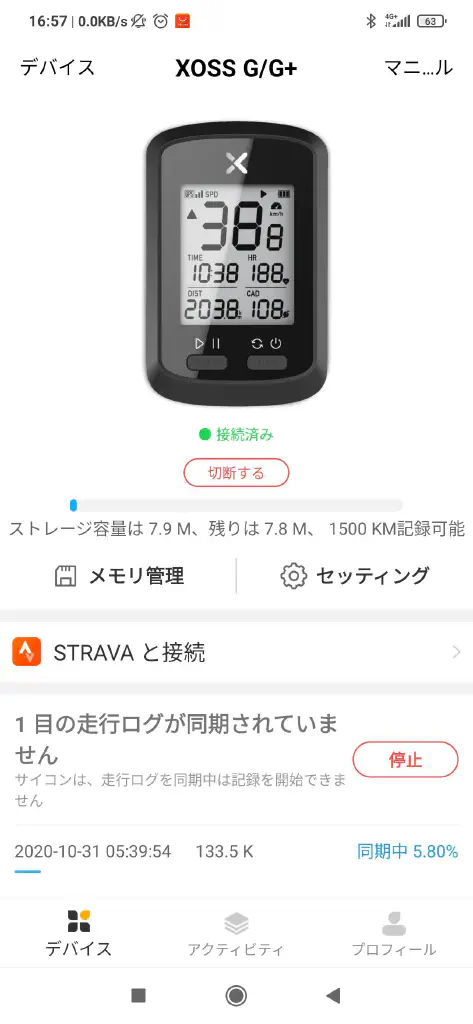 16:57 | 0.0KB/s
4G+
63
デバイス
XOSS G/G+
マニ...ル
SPD
388
km/h
TIME
HR
1038
188
DIST
CAD
203.8
108
接続済み
切断する
ストレージ容量は 7.9 M、残りは 7.8 M、 1500 KM記録可能
メモリ管理
セッティング
STRAVA と接続
1 目の走行ログが同期されていま
せん
停止
サイコンは、走行ログを同期中は記録を開始できま
せん
2020-10-31 05:39:54
133.5 K
同期中 5.80%
デバイス
アクティビティ
プロフィール